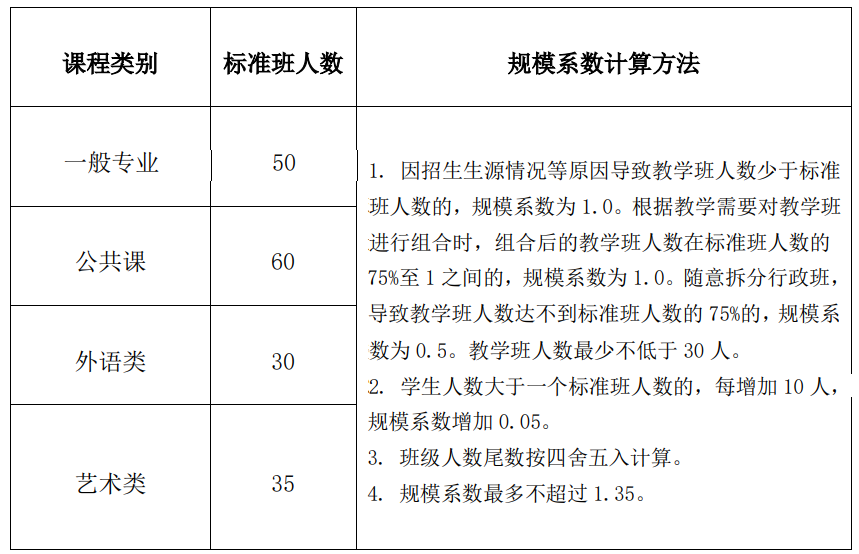 课程类别 标准班人数 规模系数计算方法
一般专业 50
公共课 60
外语类 30
艺术类 35
1. 因招生生源情况等原因导致教学班人数少于标准
班人数的，规模系数为 1.0。根据教学需要对教学班
进行组合时，组合后的教学班人数在标准班人数的
75%至 1 之间的，规模系数为 1.0。随意拆分行政班，
导致教学班人数达不到标准班人数的 75%的，规模系
数为 0.5。教学班人数最少不低于 30 人。
2. 学生人数大于一个标准班人数的，每增加 10 人，
规模系数增加 0.05。
3. 班级人数尾数按四舍五入计算。
4. 规模系数最多不超过 1.35。